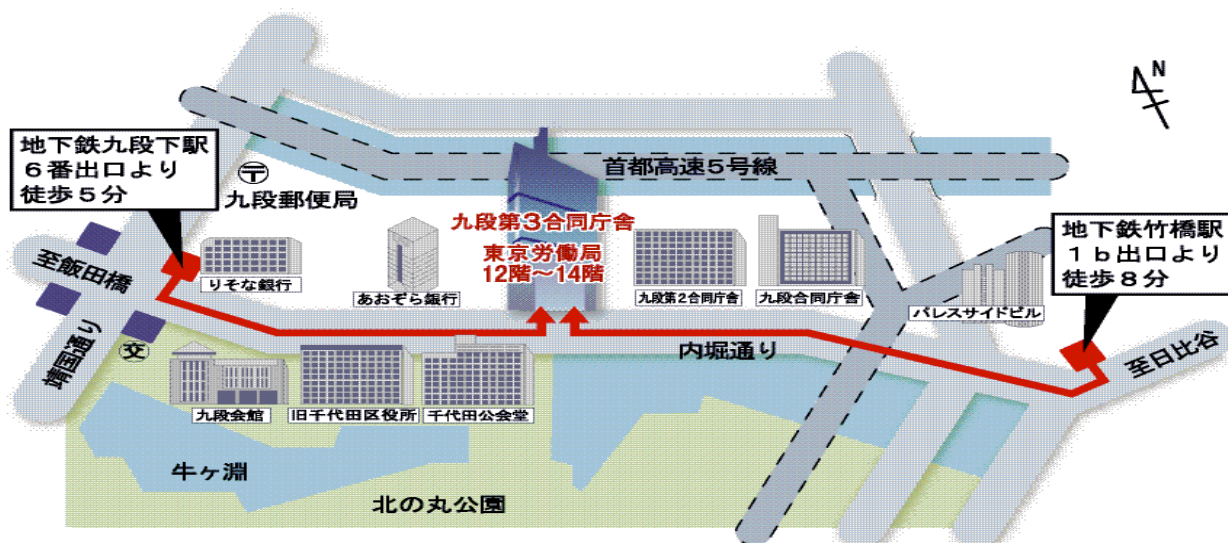 N
地下鉄九段下駅
６番出口より
徒歩５分
〒
九段郵便局
首都高速５号線
九段第３合同庁舎
東京労働局
12階～14階
地下鉄竹橋駅
１ｂ出口より
徒歩８分
至飯田橋
りそな銀行
あおぞら銀行
九段第２合同庁舎
九段合同庁舎
パレスサイドビル
靖国通り
交
内堀通り
至日比谷
九段会館
旧千代田区役所
千代田公会堂
牛ヶ淵
北の丸公園